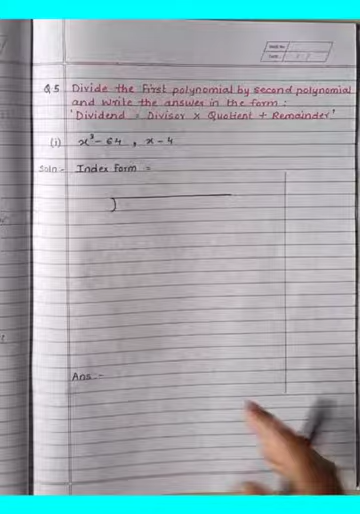 Q 5 Divide the First polynomial by second polynomial
and write the answer in the form :
'Dividend = Divisor × Quotient + Remainder'
(i) x³ - 64 , x - 4
Soln - Index Form =
Ans :-